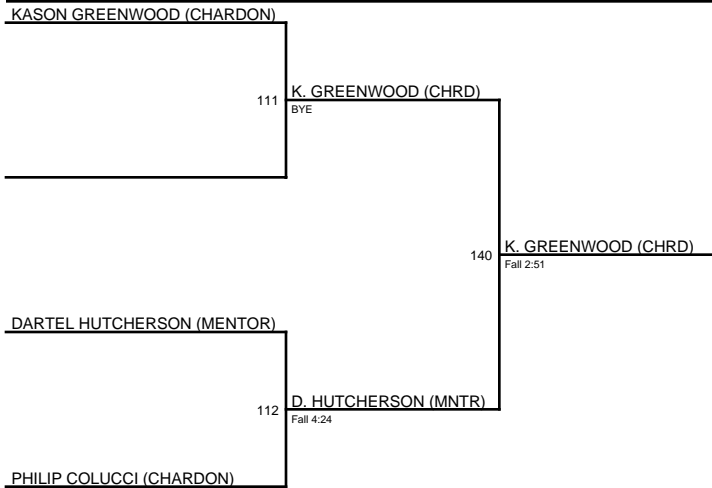 KASON GREENWOOD (CHARDON)
111
K. GREENWOOD (CHRD)
BYE
140
K. GREENWOOD (CHRD)
Fall 2:51
DARTEL HUTCHERSON (MENTOR)
112
D. HUTCHERSON (MNTR)
Fall 4:24
PHILIP COLUCCI (CHARDON)